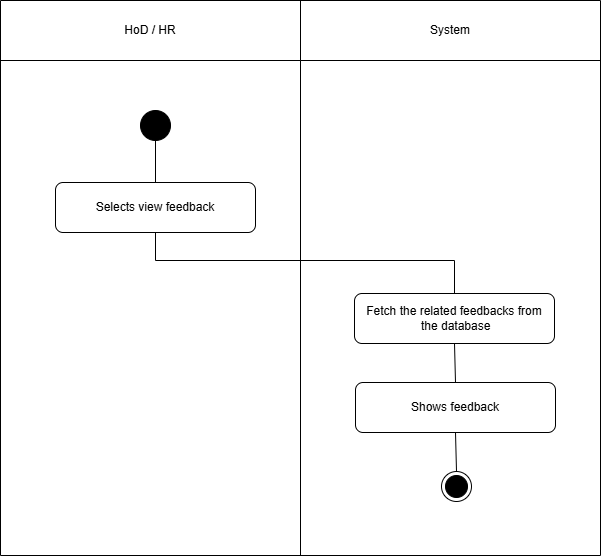 HoD / HR
System
Selects view feedback
Fetch the related feedbacks from
the database
Shows feedback